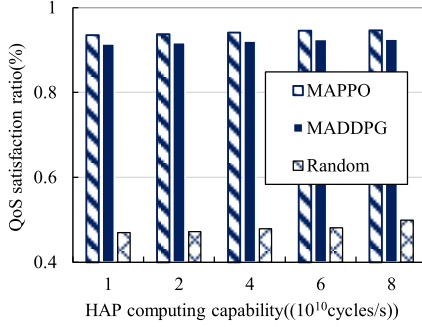 1
0.8
0.6
0.4
QoS satisfaction ratio(%)
MAPPO
MADDPG
Random
1 2 4 6 8
HAP computing capability((10¹⁰cycles/s))